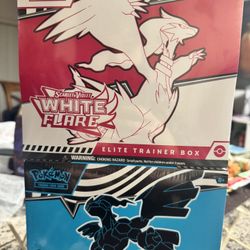 SCARLET & VIOLET
WHITE
FLARE
ELITE TRAINER BOX
WARNING: CHOKING HAZARD
POKÉMON